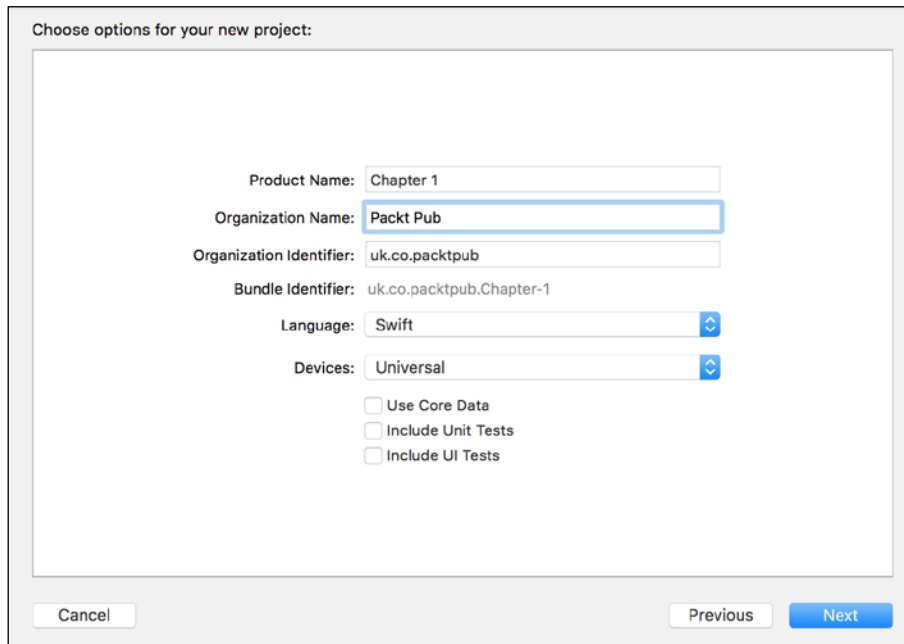 Choose options for your new project:
Product Name: Chapter 1
Organization Name: Packt Pub
Organization Identifier: uk.co.packtpub
Bundle Identifier: uk.co.packtpub.Chapter-1
Language: Swift
Devices: Universal
Use Core Data
Include Unit Tests
Include UI Tests
Cancel Previous Next